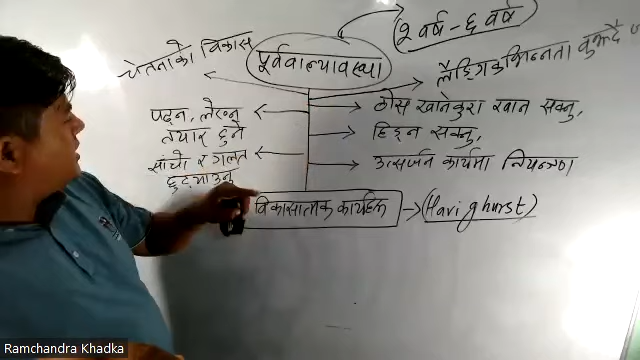 २ वर्ष - ६ वर्ष
पूर्वबाल्यावस्था
चेतनाको विकास
लैङ्गिक भिन्नता बुझ्दै
पढ्न, लेख्न
तयार हुने
सांचो र गलत
छुट्याउनु
ठोस खानेकुरा खान सक्नु,
हिड्न सक्नु,
उत्सर्जन कार्यमा नियन्त्रण
विकासात्मक कार्यहरू → (Havighurst)
Ramchandra Khadka